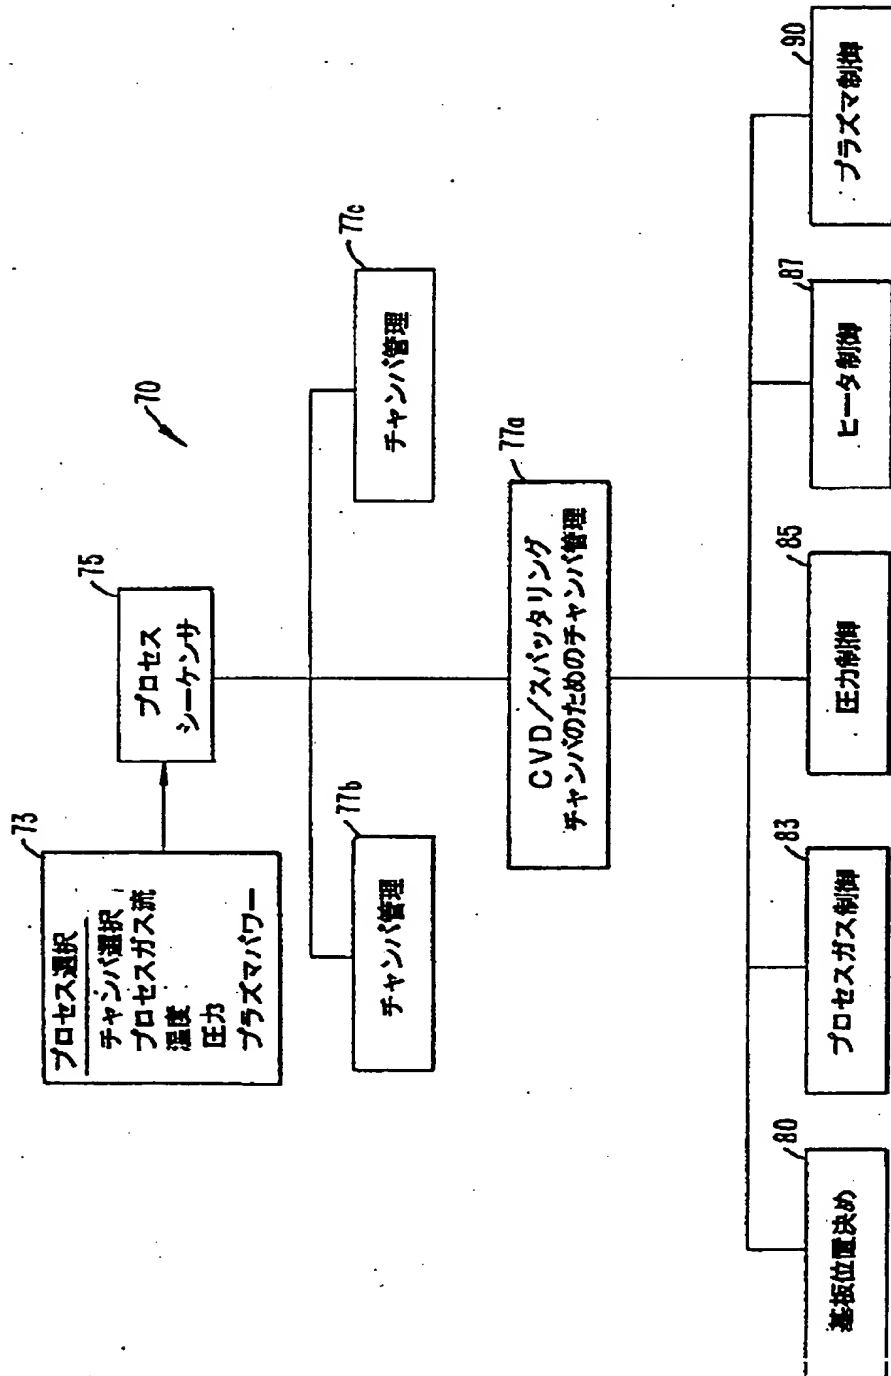 70
73
プロセス選択
チャンバ選択
プロセスガス流
温度
圧力
プラズマパワー
75
プロセス
シーケンサ
77b
チャンバ管理
77c
チャンバ管理
77a
CVD/スパッタリング
チャンバのためのチャンバ管理
80
基板位置決め
83
プロセスガス制御
85
圧力制御
87
ヒータ制御
90
プラズマ制御